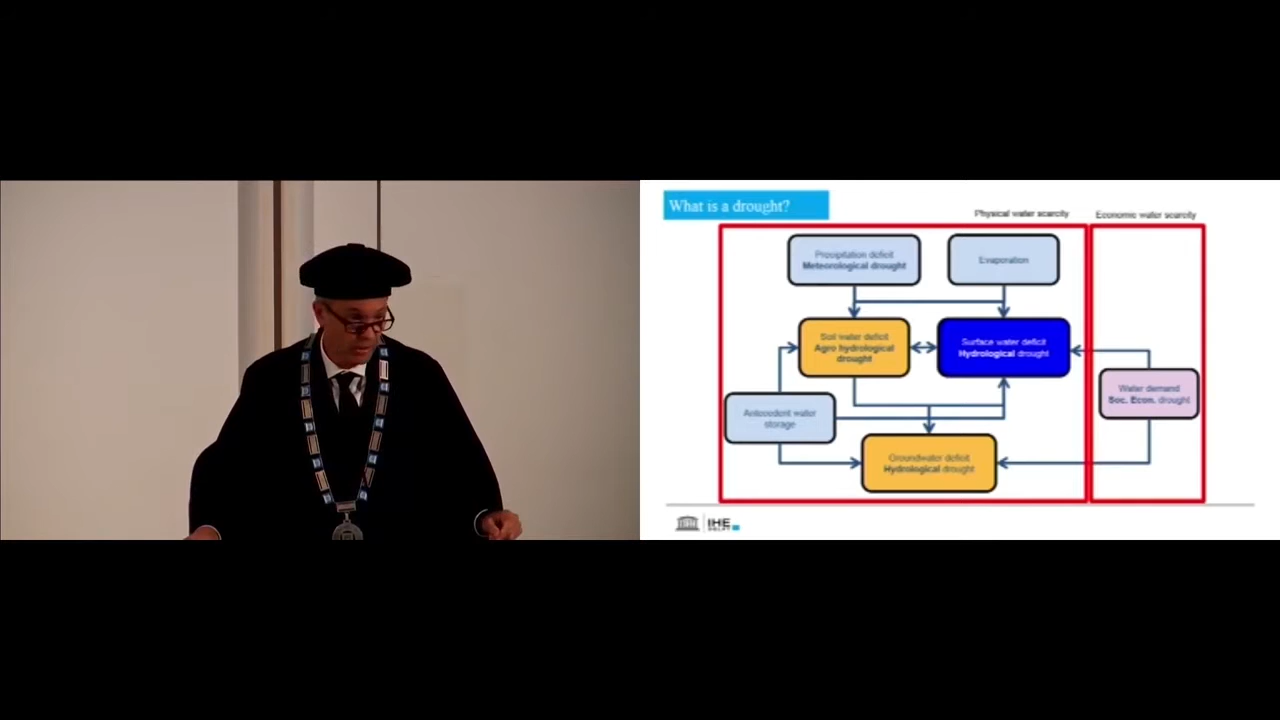 What is a drought?
Physical water scarcity
Economic water scarcity
Precipitation deficit
Meteorological drought
Evaporation
Soil water deficit
Agro hydrological
drought
Surface water deficit
Hydrological drought
Water demand
Soc. Econ. drought
Antecedent water
storage
Groundwater deficit
Hydrological drought
IHE
DELFT